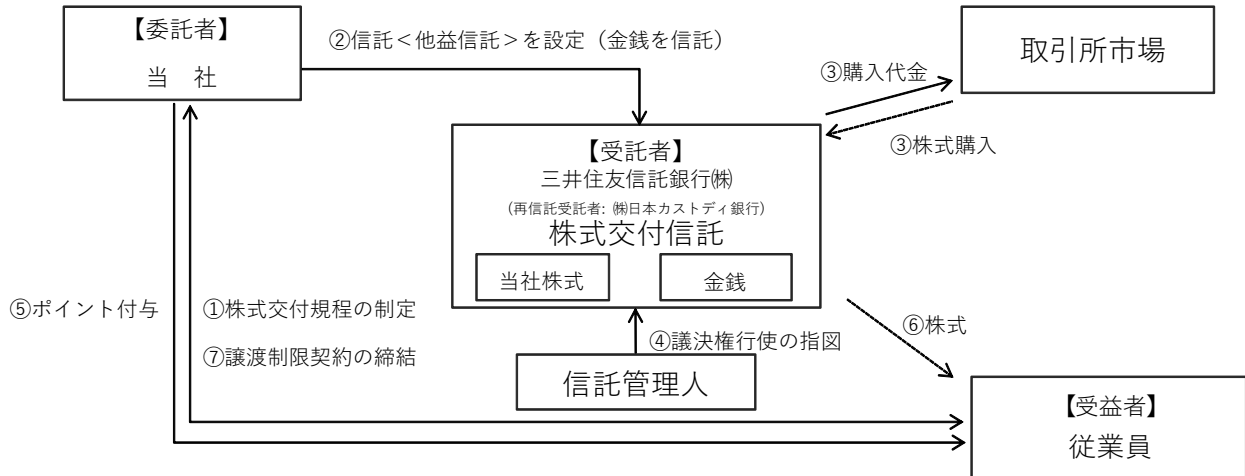 【委託者】
当　社
②信託＜他益信託＞を設定（金銭を信託）
取引所市場
③購入代金
③株式購入
【受託者】
三井住友信託銀行㈱
(再信託受託者: ㈱日本カストディ銀行)
株式交付信託
当社株式
金銭
⑤ポイント付与
①株式交付規程の制定
⑦譲渡制限契約の締結
④議決権行使の指図
⑥株式
信託管理人
【受益者】
従業員